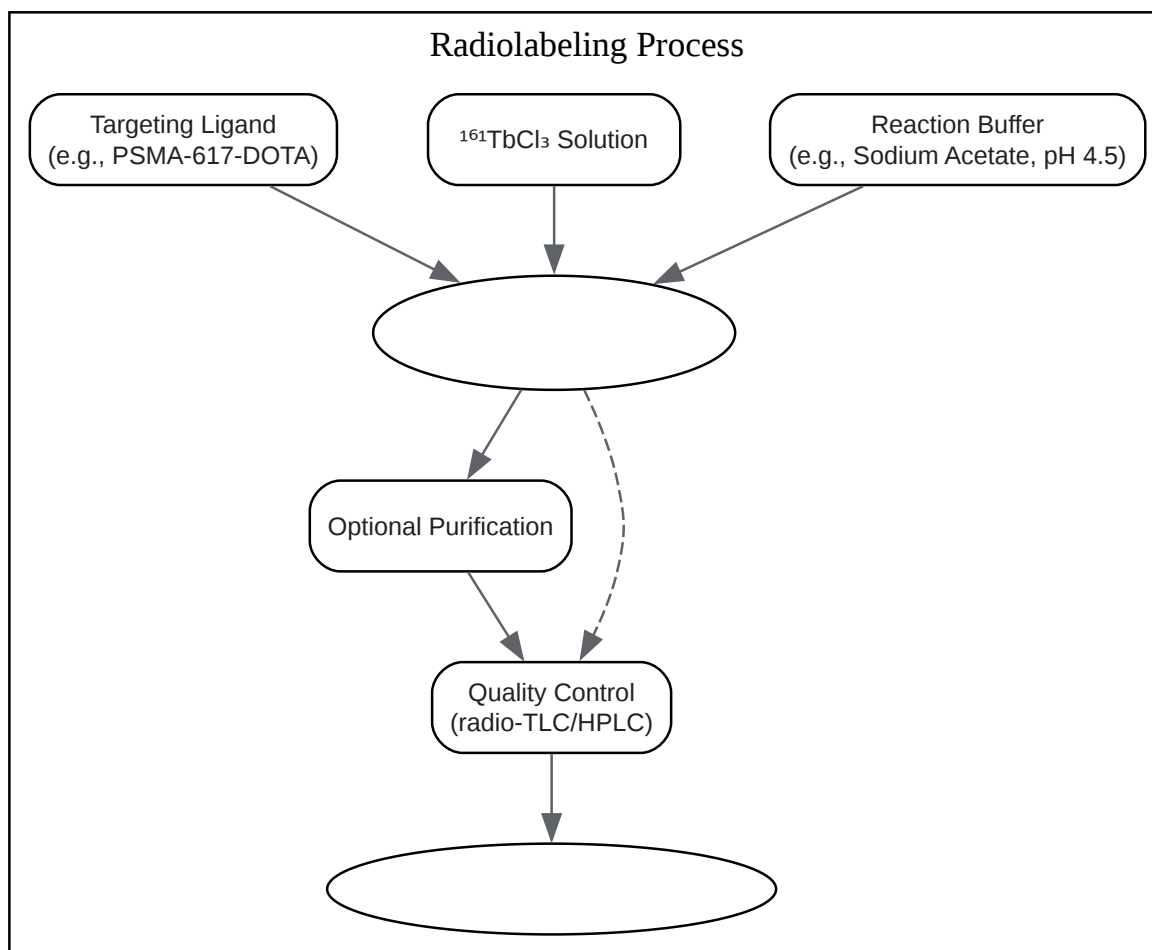 Radiolabeling Process
Targeting Ligand
(e.g., PSMA-617-DOTA)
¹⁶¹TbCl₃ Solution
Reaction Buffer
(e.g., Sodium Acetate, pH 4.5)
Optional Purification
Quality Control
(radio-TLC/HPLC)